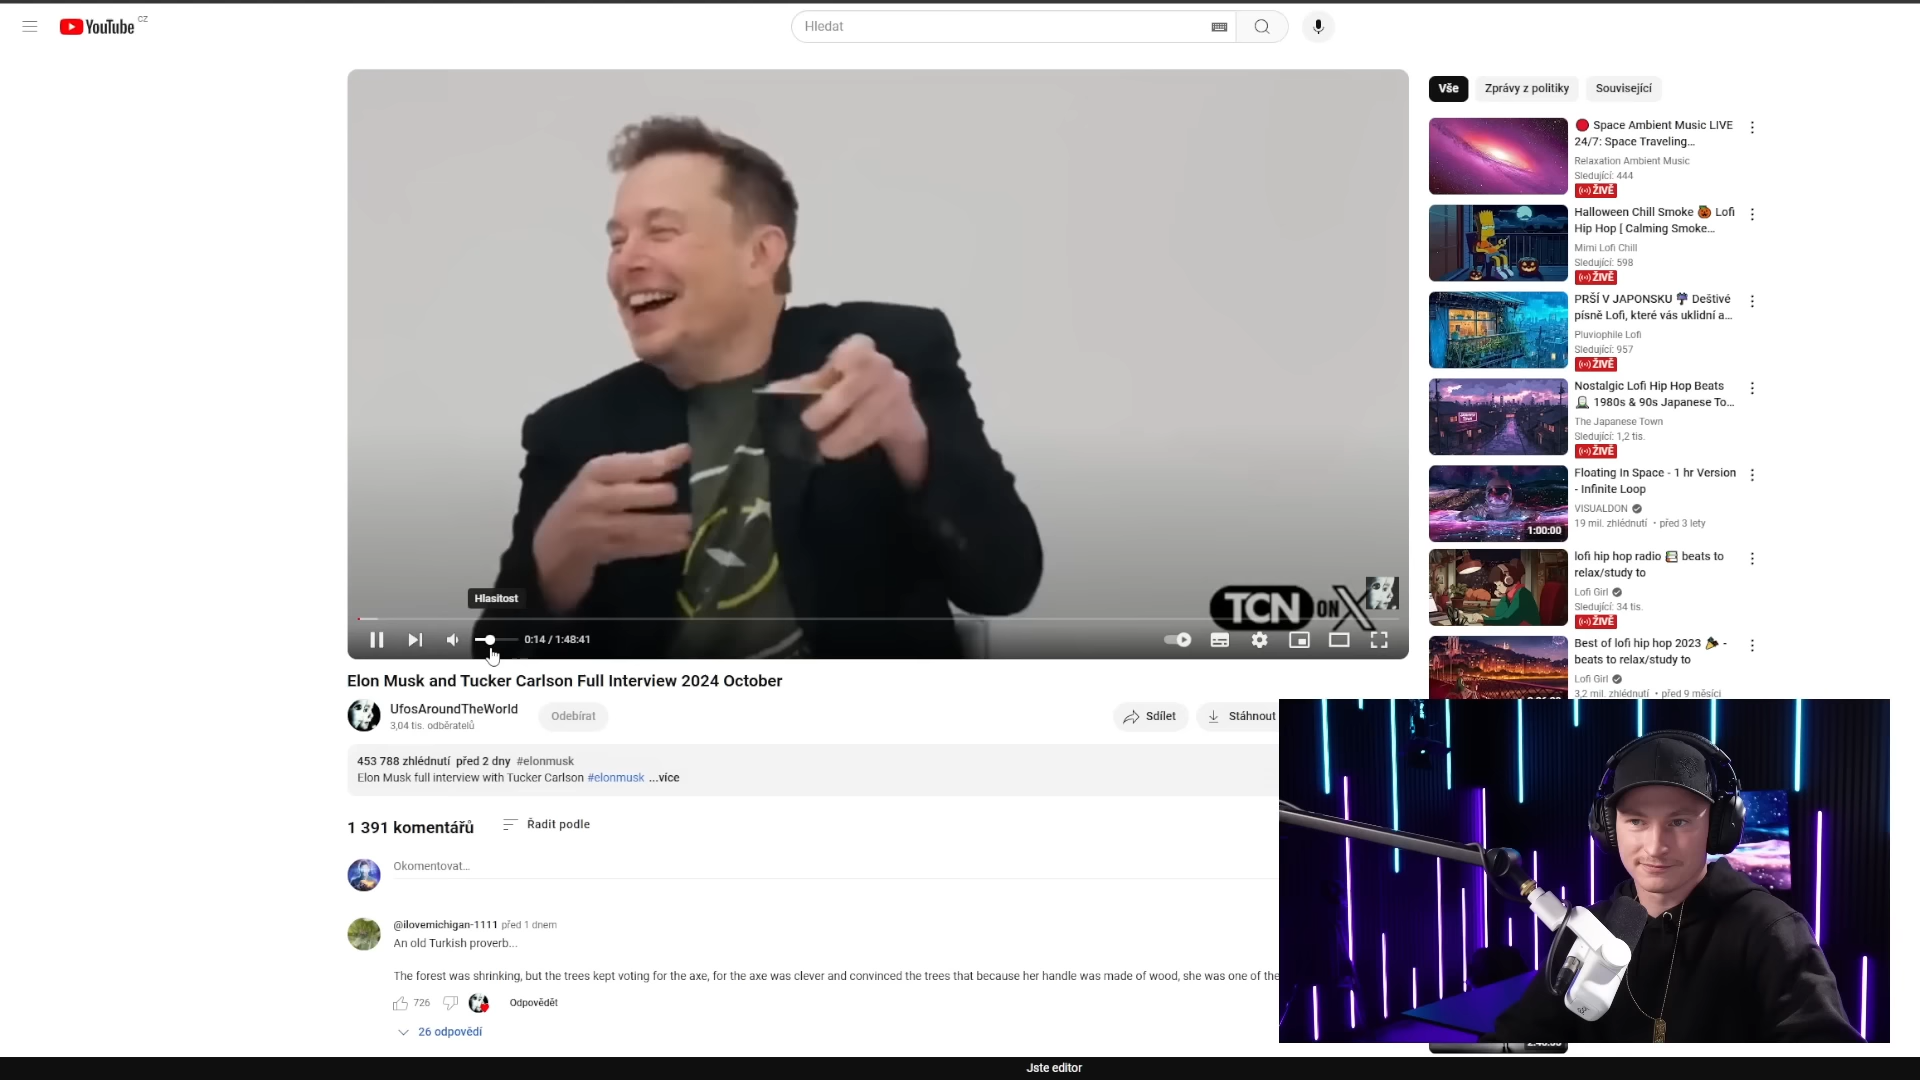 YouTube CZ
Hledat
TCN ON X
Hlasitost
0:14 / 1:48:41
Elon Musk and Tucker Carlson Full Interview 2024 October
UfosAroundTheWorld
3,04 tis. odběratelů
Odebírat
Sdílet
Stáhnout
453 788 zhlédnutí před 2 dny #elonmusk
Elon Musk full interview with Tucker Carlson #elonmusk ...více
1 391 komentářů
Řadit podle
Okomentovat...
@ilovemichigan-1111 před 1 dnem
An old Turkish proverb...
The forest was shrinking, but the trees kept voting for the axe, for the axe was clever and convinced the trees that because her handle was made of wood, she was one of the
726
Odpovědět
26 odpovědí
Vše
Zprávy z politiky
Související
Space Ambient Music LIVE
24/7: Space Traveling...
Relaxation Ambient Music
Sledující: 444
ŽIVĚ
Halloween Chill Smoke 🎃 Lofi
Hip Hop [ Calming Smoke...
Mimi Lofi Chill
Sledující: 598
ŽIVĚ
PRŠÍ V JAPONSKU Deštivé
písně Lofi, které vás uklidní a...
Pluviophile Lofi
Sledující: 957
ŽIVĚ
Nostalgic Lofi Hip Hop Beats
1980s & 90s Japanese To...
The Japanese Town
Sledující: 1,2 tis.
ŽIVĚ
1:00:00
Floating In Space - 1 hr Version
- Infinite Loop
VISUALDON
19 mil. zhlédnutí • před 3 lety
lofi hip hop radio 📚 beats to
relax/study to
Lofi Girl
Sledující: 34 tis.
ŽIVĚ
Best of lofi hip hop 2023 🎉 -
beats to relax/study to
Lofi Girl
3,2 mil. zhlédnutí • před 9 měsíci
Jste editor